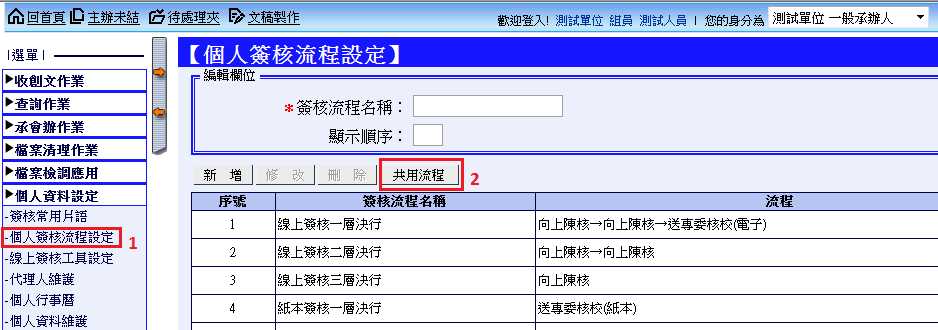 回首頁 主辦未結 待處理夾 文稿製作
歡迎登入! 測試單位 組員 測試人員 | 您的身分為 測試單位 一般承辦人
|選單|
收創文作業
查詢作業
承會辦作業
檔案清理作業
檔案檢調應用
個人資料設定
-簽核常用片語
-個人簽核流程設定 1
-線上簽核工具設定
-代理人維護
-個人行事曆
-個人資料維護
【個人簽核流程設定】
編輯欄位
*簽核流程名稱：
顯示順序：
新 增 修 改 刪 除 共用流程 2
序號 簽核流程名稱 流程
1 線上簽核一層決行 向上陳核→向上陳核→送專委核校(電子)
2 線上簽核二層決行 向上陳核→向上陳核
3 線上簽核三層決行 向上陳核
4 紙本簽核一層決行 送專委核校(紙本)